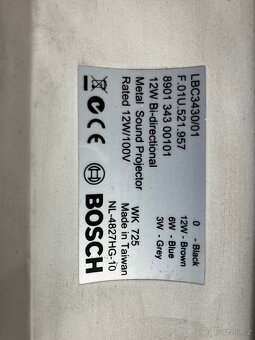 LBC3430/01
F.01U.521.957
8901 343 00101
12W Bi-directional
Metal Sound Projector
Rated 12W/100V
0 - Black
12W - Brown
6W - Blue
3W - Grey
WK 725
Made in Taiwan
NL-4827HG-10
BOSCH